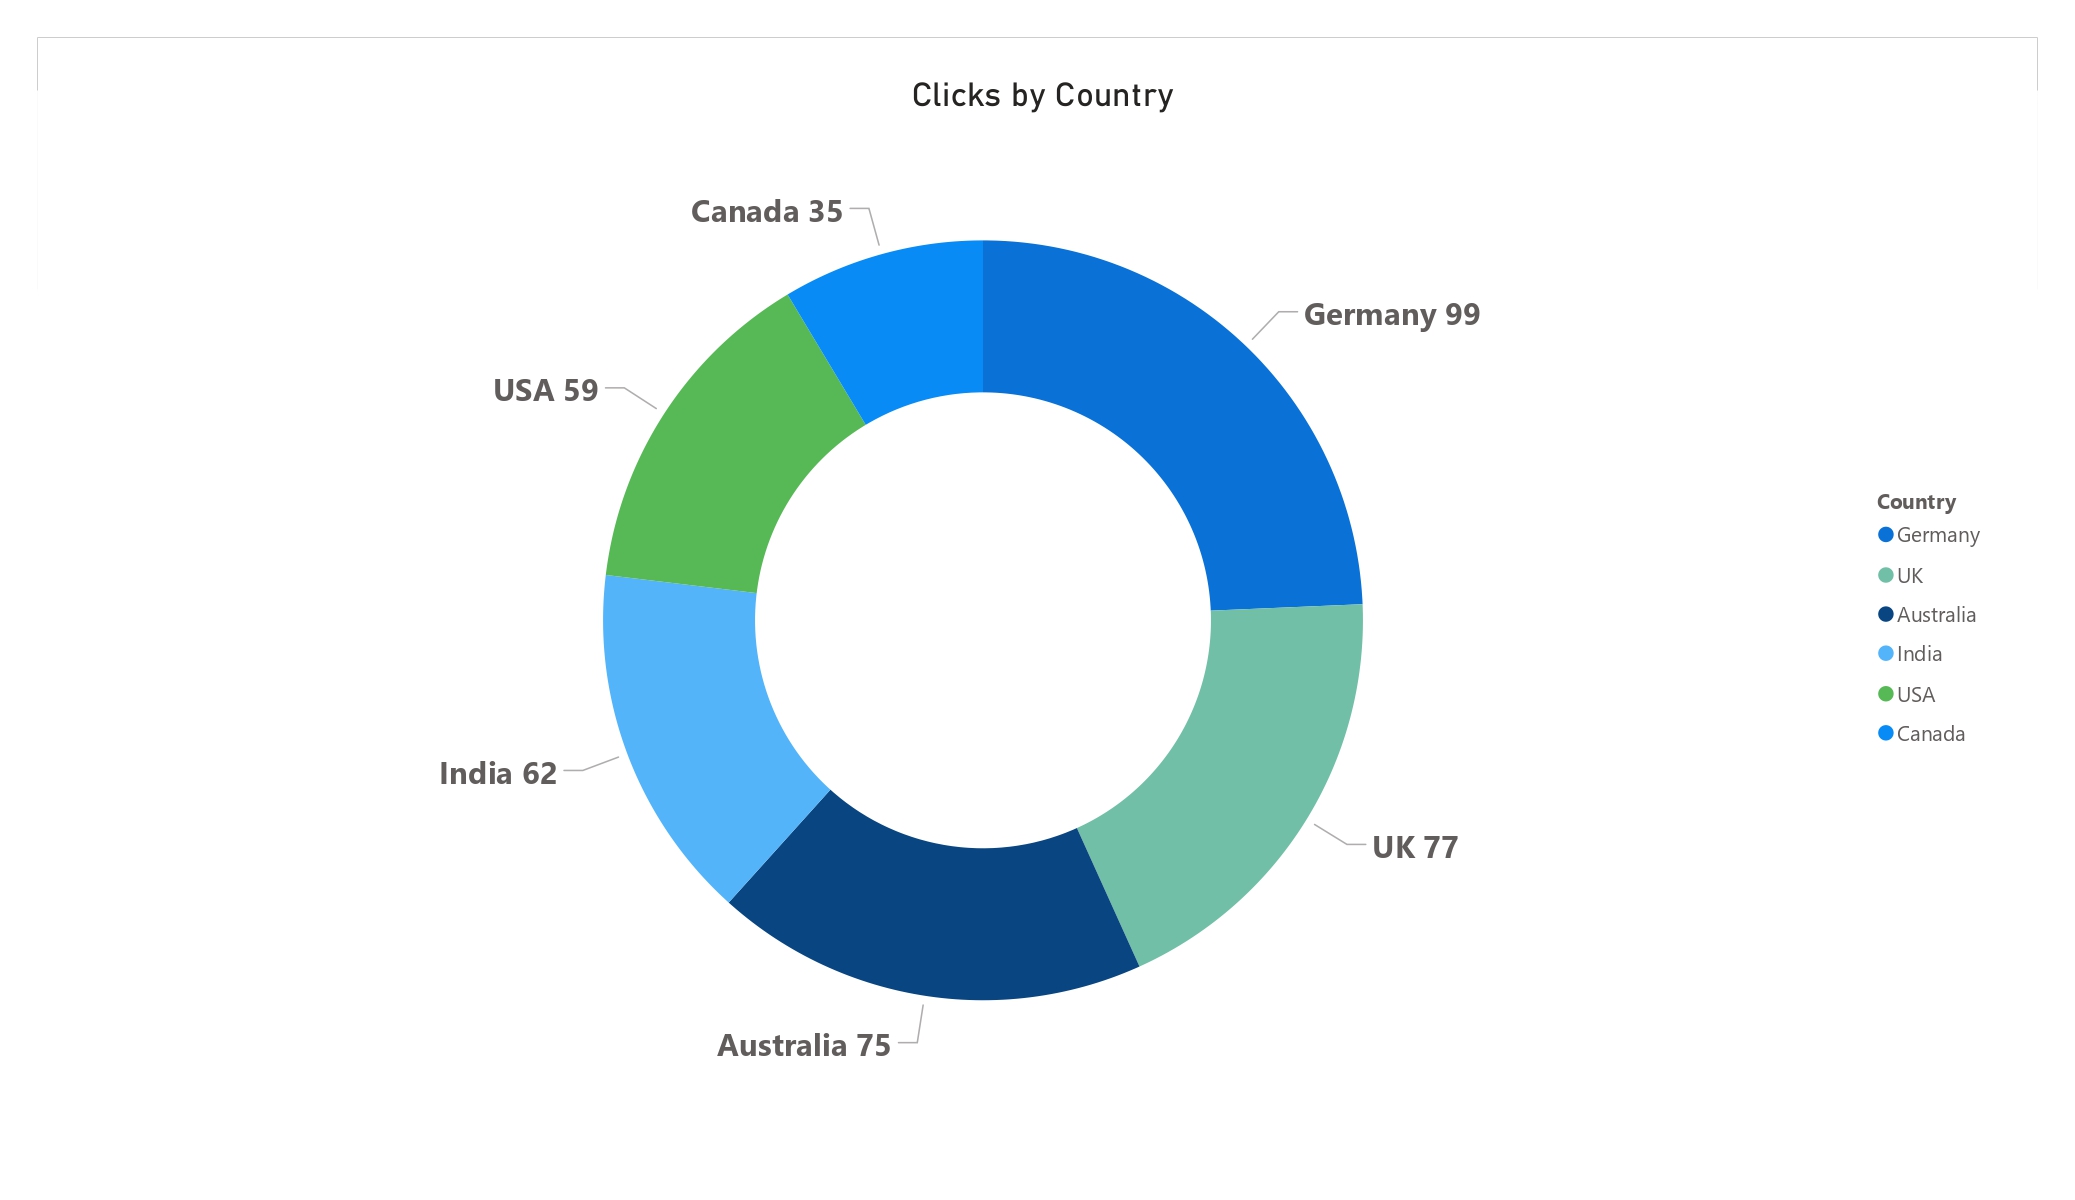 Clicks by Country
Canada 35
Germany 99
USA 59
India 62
UK 77
Australia 75
Country
Germany
UK
Australia
India
USA
Canada